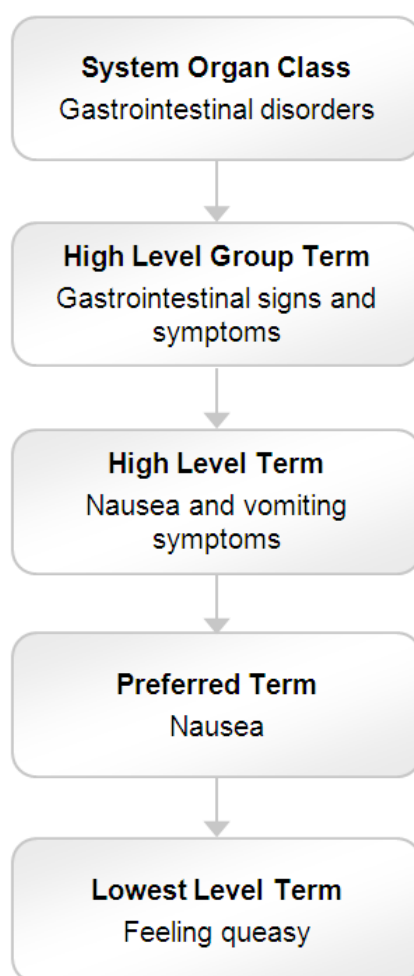 System Organ Class
Gastrointestinal disorders
High Level Group Term
Gastrointestinal signs and
symptoms
High Level Term
Nausea and vomiting
symptoms
Preferred Term
Nausea
Lowest Level Term
Feeling queasy